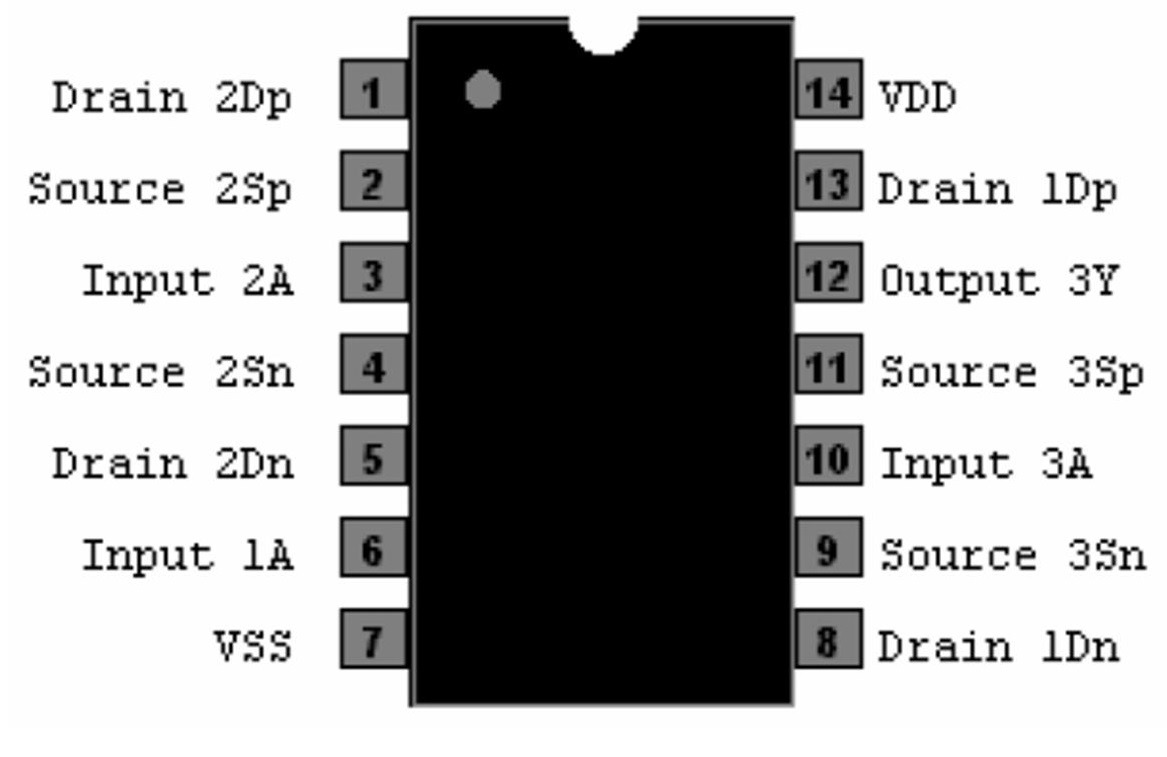 Drain 2Dp 1 14 VDD
Source 2Sp 2 13 Drain 1Dp
Input 2A 3 12 Output 3Y
Source 2Sn 4 11 Source 3Sp
Drain 2Dn 5 10 Input 3A
Input 1A 6 9 Source 3Sn
VSS 7 8 Drain 1Dn